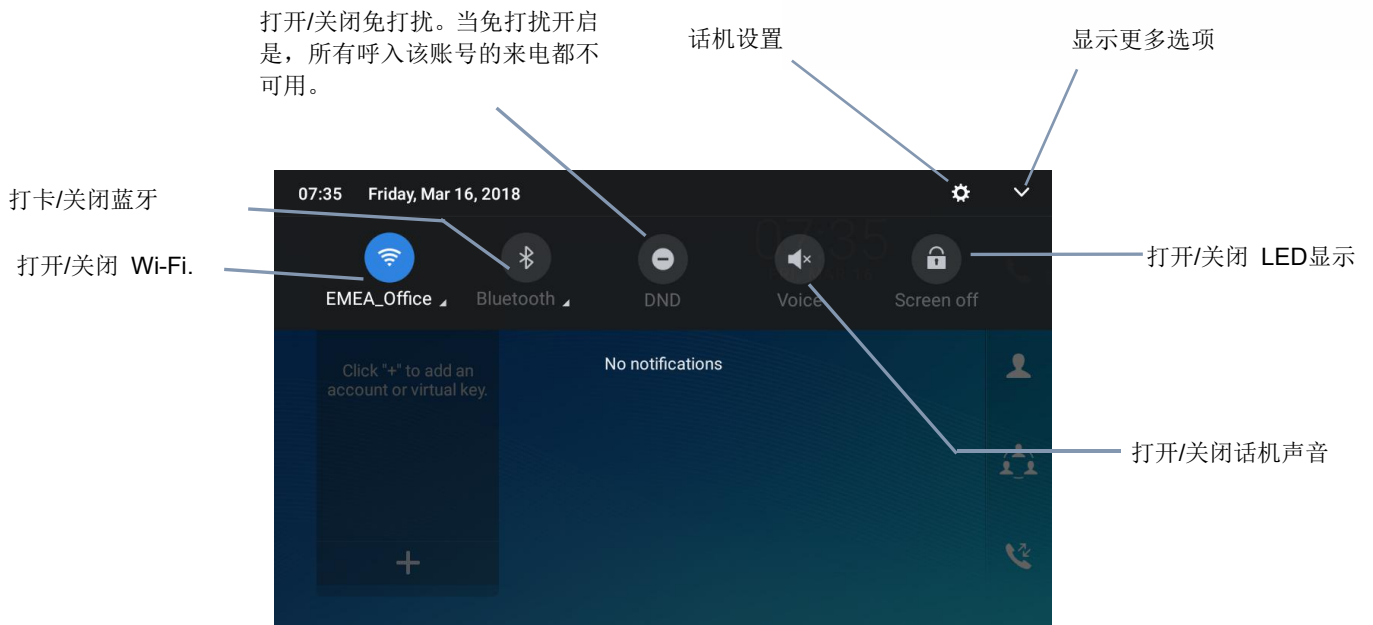 打开/关闭免打扰。当免打扰开启
是，所有呼入该账号的来电都不
可用。
话机设置
显示更多选项
打卡/关闭蓝牙
打开/关闭 Wi-Fi.
07:35 Friday, Mar 16, 2018
EMEA_Office
Bluetooth
DND
Voice
Screen off
打开/关闭 LED显示
07:35
Click "+" to add an
account or virtual key.
No notifications
打开/关闭话机声音